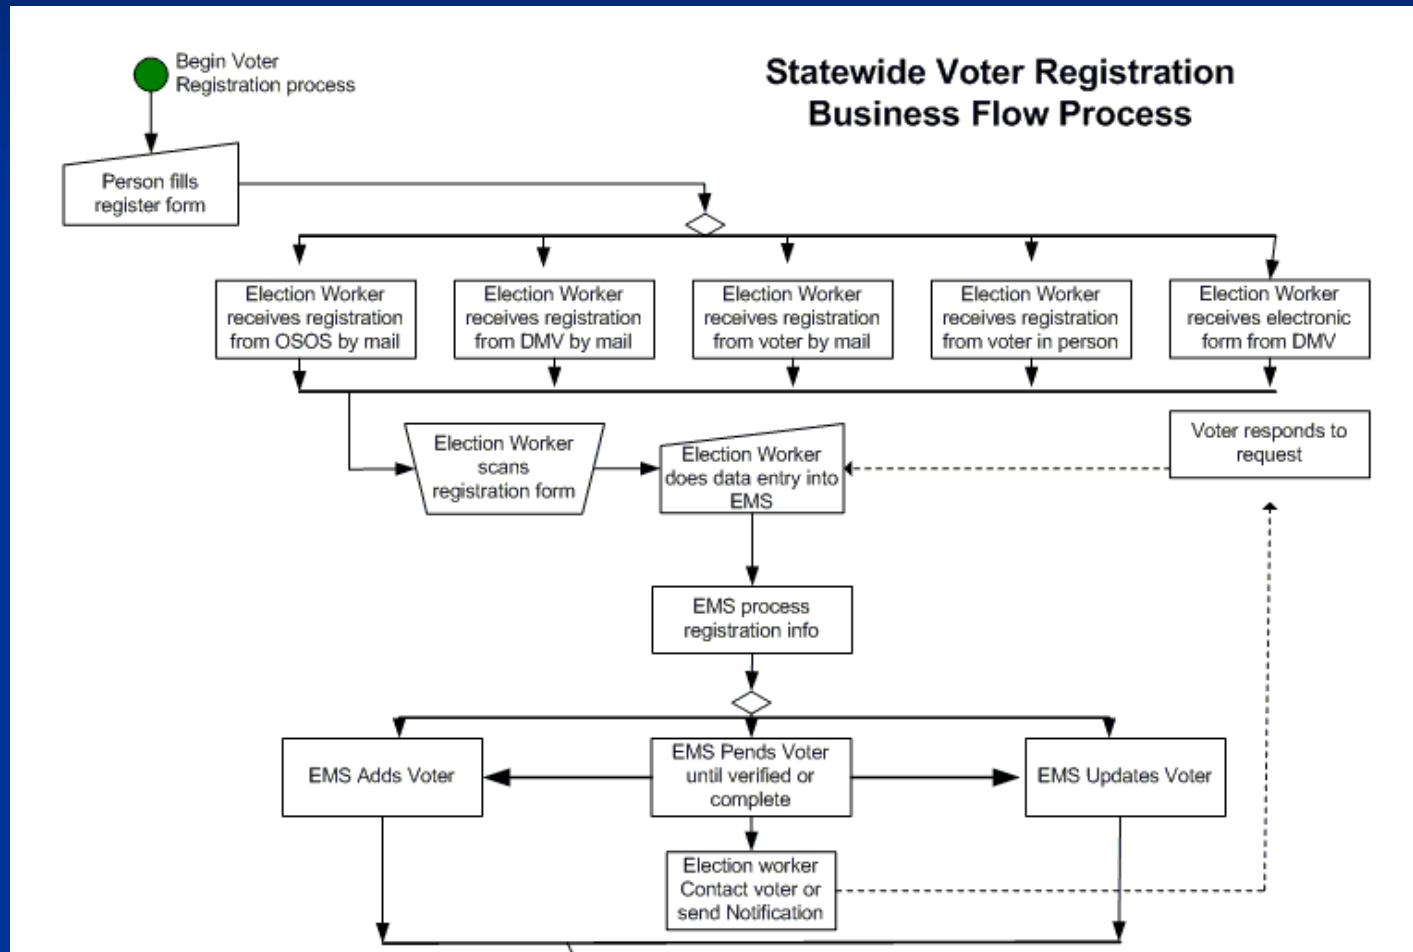 Begin Voter
Registration process
Statewide Voter Registration
Business Flow Process
Person fills
register form
Election Worker
receives registration
from OSOS by mail
Election Worker
receives registration
from DMV by mail
Election Worker
receives registration
from voter by mail
Election Worker
receives registration
from voter in person
Election Worker
receives electronic
form from DMV
Election Worker
scans
registration form
Election Worker
does data entry into
EMS
Voter responds to
request
EMS process
registration info
EMS Adds Voter
EMS Pends Voter
until verified or
complete
EMS Updates Voter
Election worker
Contact voter or
send Notification